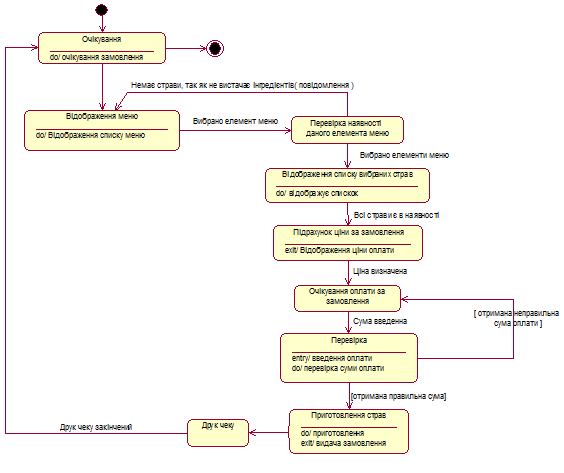 Очікування
do/ очікування замовлення
Немає страви, так як не вистачає інгредієнтів( повідомлення )
Відображення меню
do/ Відображення списку меню
Вибрано елемент меню
Перевірка наявності
даного елемента меню
Вибрано елементи меню
Відображення списку вибраних страв
do/ відображує спискок
Всі страви є в наявності
Підрахунок ціни за замовлення
exit/ Відображення ціни оплати
Ціна визначена
Очікування оплати за
замовлення
[ отримана неправильна
сума оплати ]
Сума введенна
Перевірка
entry/ введення оплати
do/ перевірка суми оплати
[отримана правильна сума]
Приготовлення страв
do/ приготовлення
exit/ видача замовлення
Друк чеку
Друк чеку закінчений